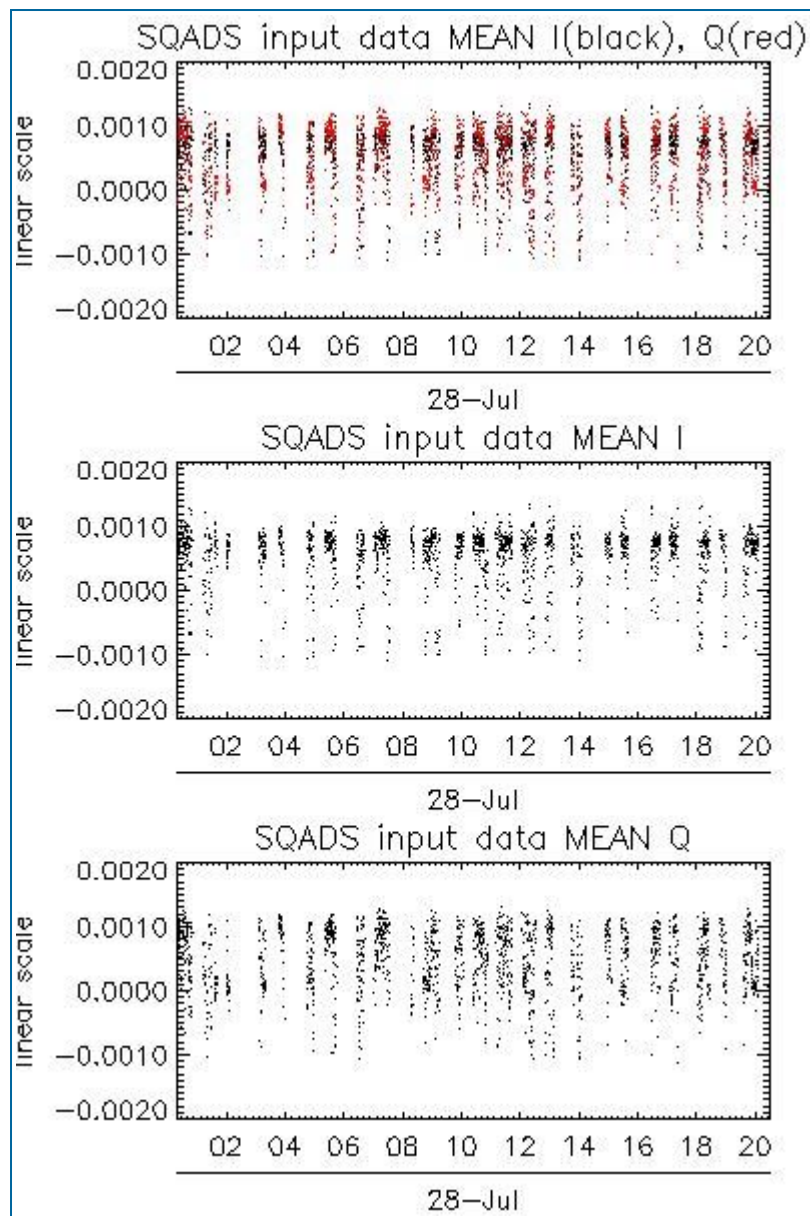 SQADS input data MEAN I(black), Q(red)
0.0020
0.0010
0.0000
-0.0010
-0.0020
linear scale
02 04 06 08 10 12 14 16 18 20
28-Jul
SQADS input data MEAN I
0.0020
0.0010
0.0000
-0.0010
-0.0020
linear scale
02 04 06 08 10 12 14 16 18 20
28-Jul
SQADS input data MEAN Q
0.0020
0.0010
0.0000
-0.0010
-0.0020
linear scale
02 04 06 08 10 12 14 16 18 20
28-Jul